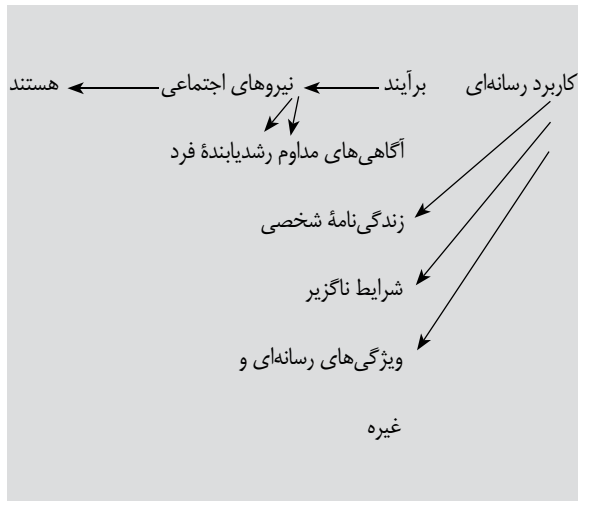 کاربرد رسانه‌ای برآیند نیروهای اجتماعی هستند
آگاهی‌های مداوم رشدیابندهٔ فرد
زندگی‌نامهٔ شخصی
شرایط ناگزیر
ویژگی‌های رسانه‌ای و
غیره